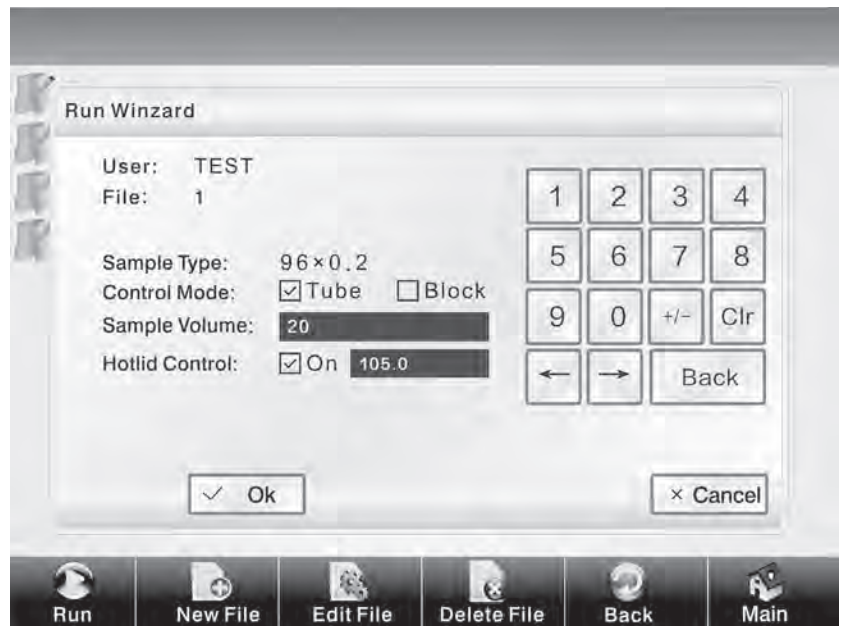 Run Winzard
User: TEST
File: 1
Sample Type: 96×0.2
Control Mode: Tube Block
Sample Volume: 20
Hotlid Control: On 105.0
1 2 3 4
5 6 7 8
9 0 +/- Clr
← → Back
Ok
× Cancel
Run New File Edit File Delete File Back Main